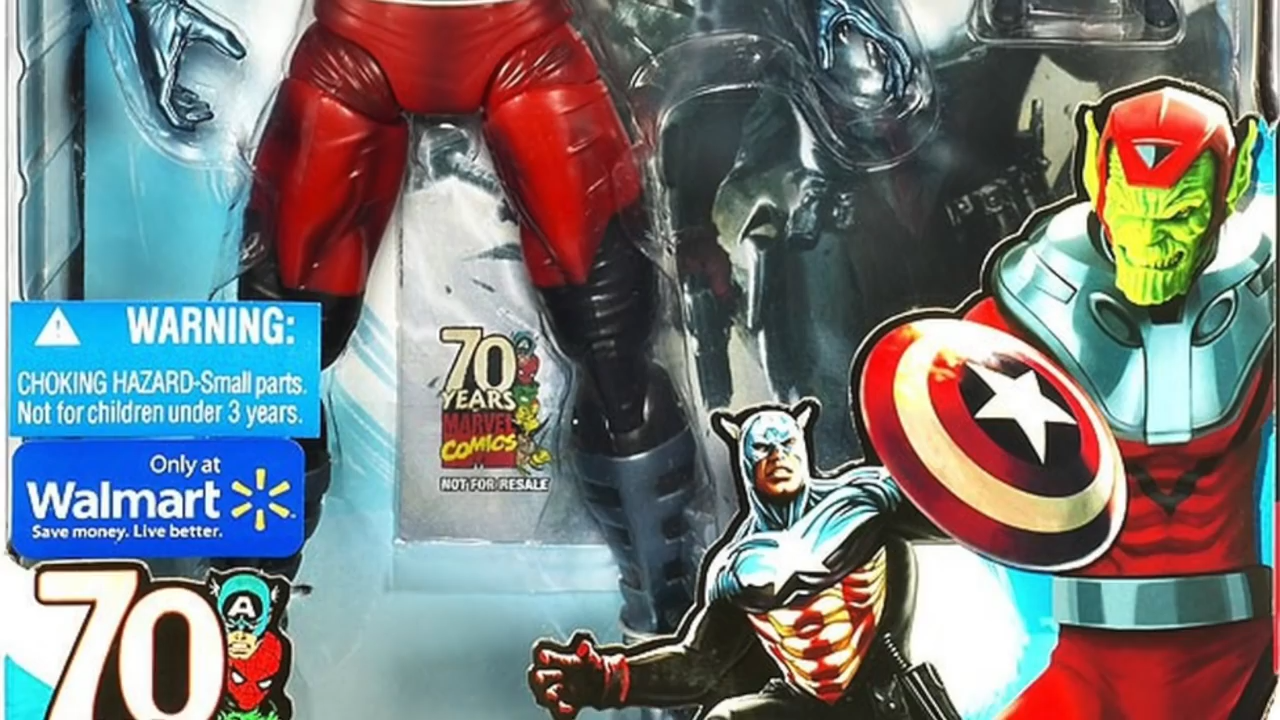 WARNING:
CHOKING HAZARD-Small parts.
Not for children under 3 years.
Only at
Walmart
Save money. Live better.
70
YEARS
MARVEL
COMICS
NOT FOR RESALE
70
A